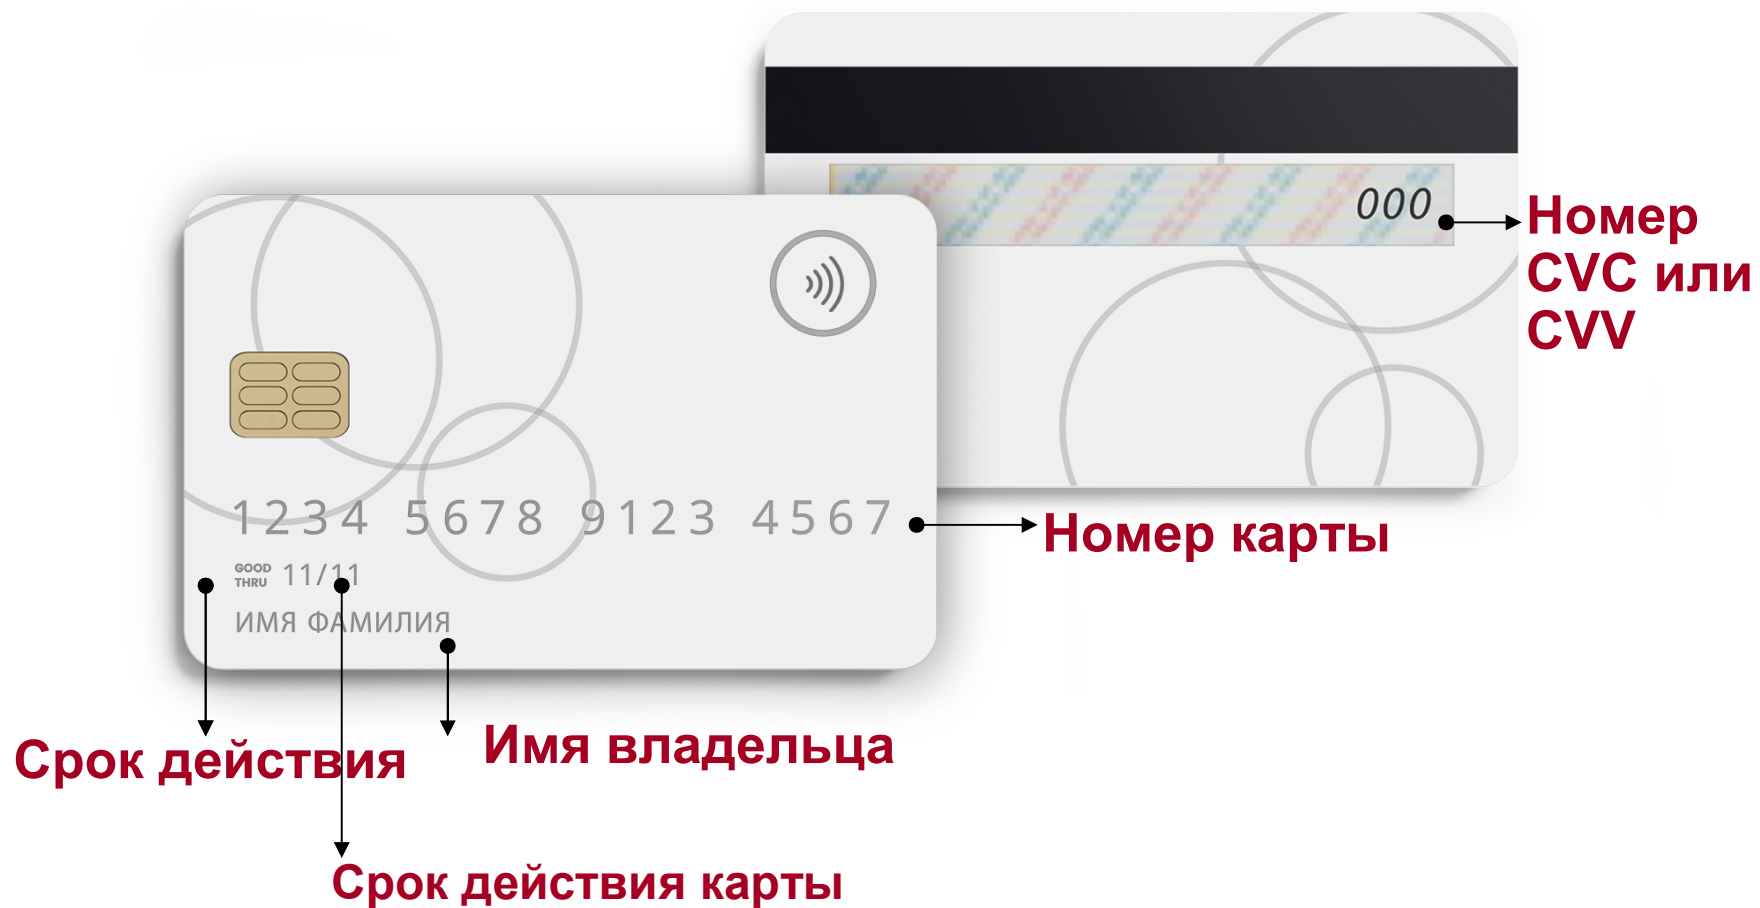 000
Номер
CVC или
CVV
1234 5678 9123 4567
Номер карты
GOOD
THRU 11/11
ИМЯ ФАМИЛИЯ
Срок действия
Имя владельца
Срок действия карты